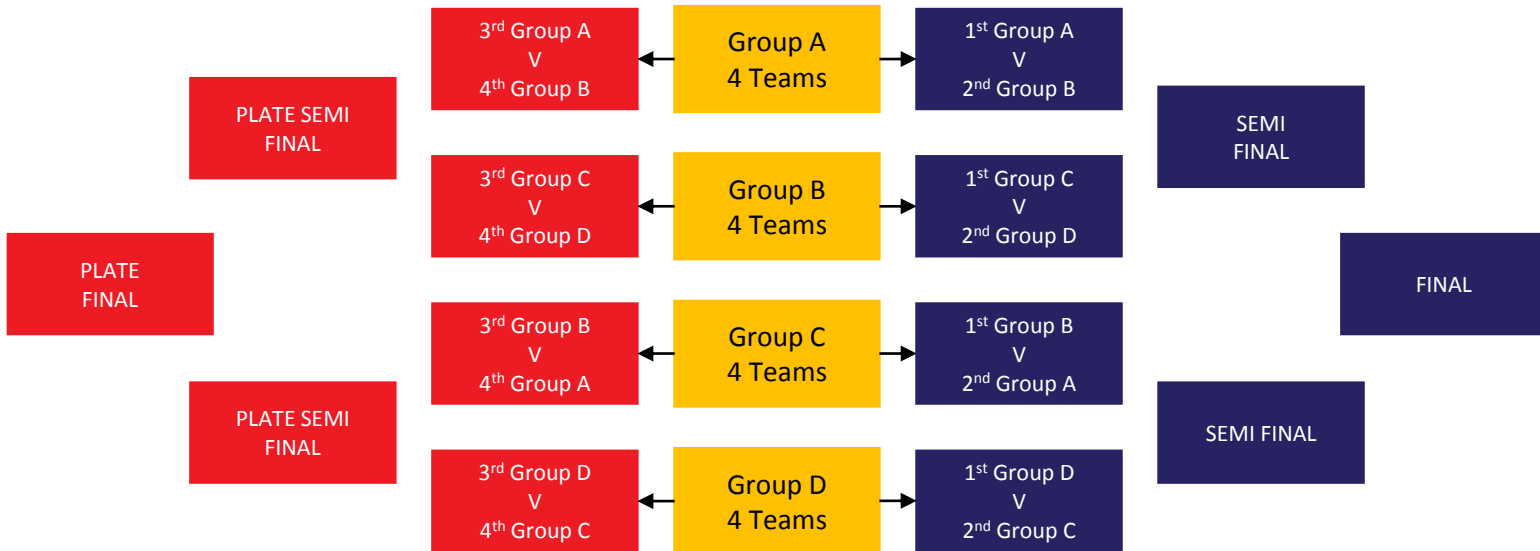 3rd Group A
V
4th Group B
Group A
4 Teams
1st Group A
V
2nd Group B
PLATE SEMI
FINAL
SEMI
FINAL
3rd Group C
V
4th Group D
Group B
4 Teams
1st Group C
V
2nd Group D
PLATE
FINAL
FINAL
3rd Group B
V
4th Group A
Group C
4 Teams
1st Group B
V
2nd Group A
PLATE SEMI
FINAL
SEMI FINAL
3rd Group D
V
4th Group C
Group D
4 Teams
1st Group D
V
2nd Group C